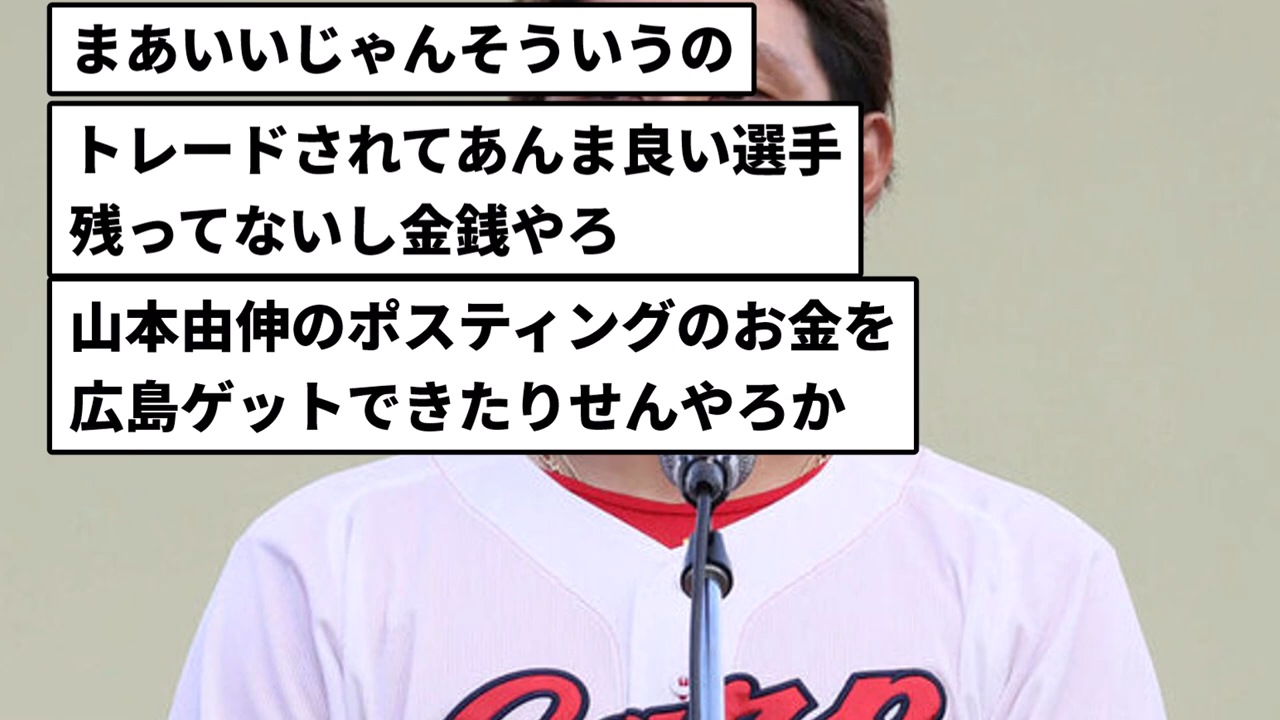 まあいいじゃんそういうの
トレードされてあんま良い選手
残ってないし金銭やろ
山本由伸のポスティングのお金を
広島ゲットできたりせんやろか
Carp